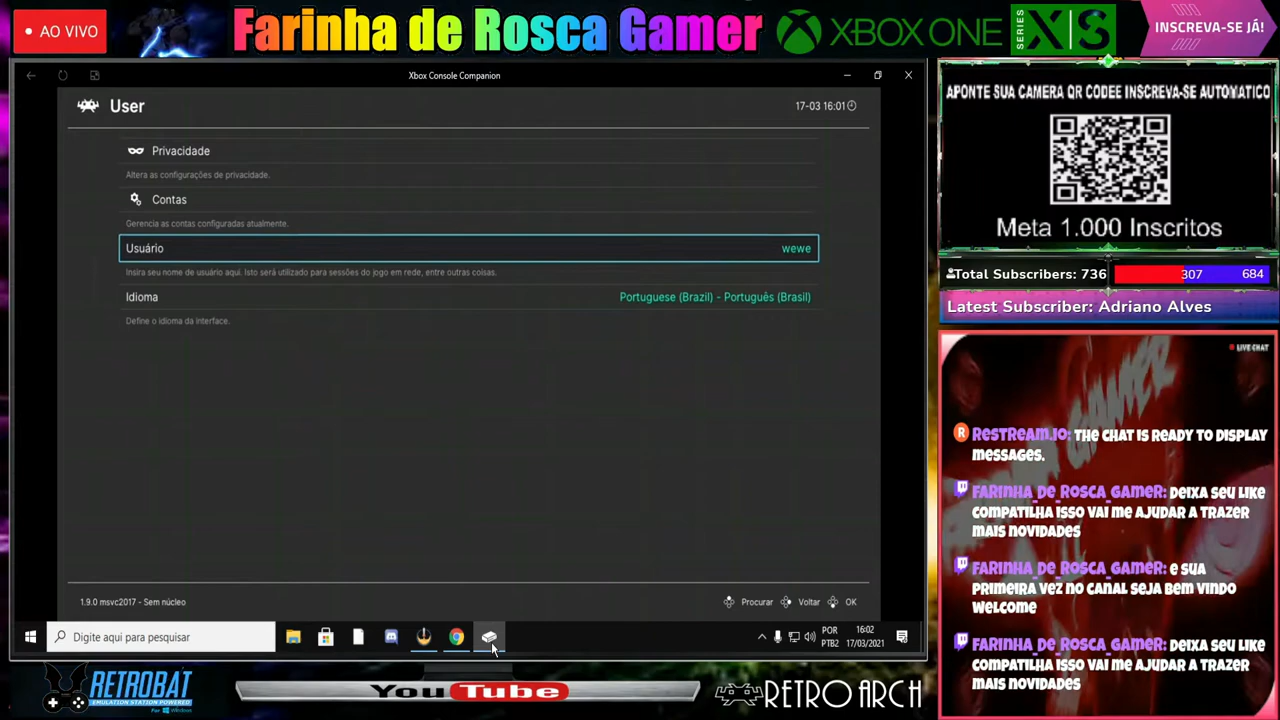 AO VIVO
Farinha de Rosca Gamer
XBOX ONE
SERIES
X|S
INSCREVA-SE JÁ!
Xbox Console Companion
User
17-03 16:01
Privacidade
Altera as configurações de privacidade.
Contas
Gerencia as contas configuradas atualmente.
Usuário
wewe
Insira seu nome de usuário aqui. Isto será utilizado para sessões do jogo em rede, entre outras coisas.
Idioma
Portuguese (Brazil) - Português (Brasil)
Define o idioma da interface.
1.9.0 msvc2017 - Sem núcleo
Procurar
Voltar
OK
Digite aqui para pesquisar
POR
PTB2
16:02
17/03/2021
APONTE SUA CAMERA QR CODEE INSCREVA-SE AUTOMATICO
Meta 1.000 Inscritos
Total Subscribers: 736
307
684
Latest Subscriber: Adriano Alves
LIVE CHAT
Restream.io: The chat is ready to display
messages.
Farinha_de_Rosca_Gamer: deixa seu like
compatilha isso vai me ajudar a trazer
mais novidades
Farinha_de_Rosca_Gamer: e sua
primeira vez no canal seja bem vindo
welcome
Farinha_de_Rosca_Gamer: deixa seu like
compatilha isso vai me ajudar a trazer
mais novidades
RETROBAT
EMULATION STATION POWERED
For Windows
YouTube
RETRO ARCH